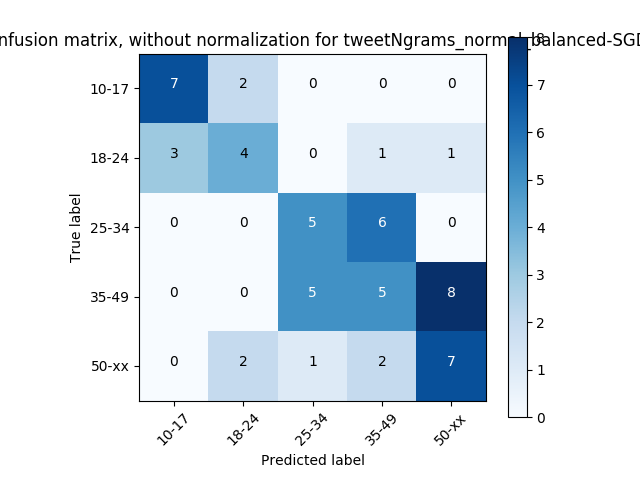 nfusion matrix, without normalization for tweetNgrams_normal_balanced-SGD
8
10-17 7 2 0 0 0 7
18-24 3 4 0 1 1 6
5
25-34 0 0 5 6 0 4
35-49 0 0 5 5 8 3
2
50-xx 0 2 1 2 7 1
0
True label
10-17 18-24 25-34 35-49 50-xx
Predicted label